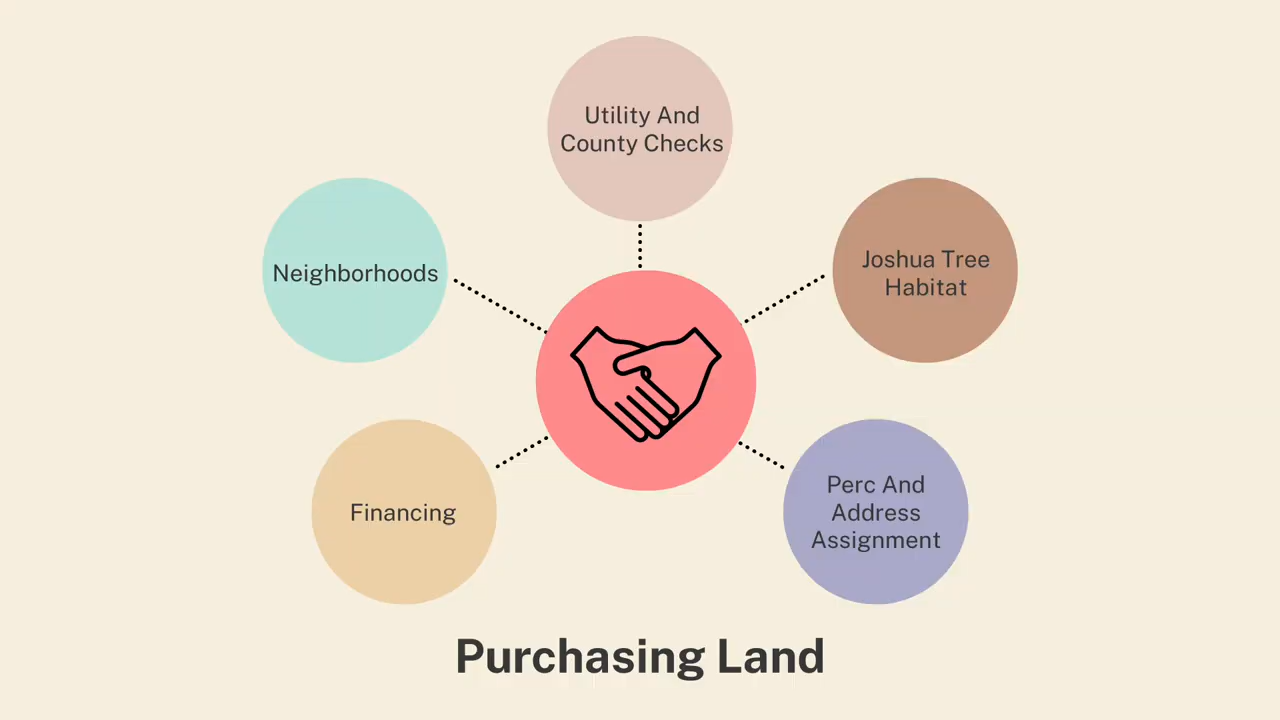 Utility And
County Checks
Neighborhoods
Joshua Tree
Habitat
Financing
Perc And
Address
Assignment
Purchasing Land